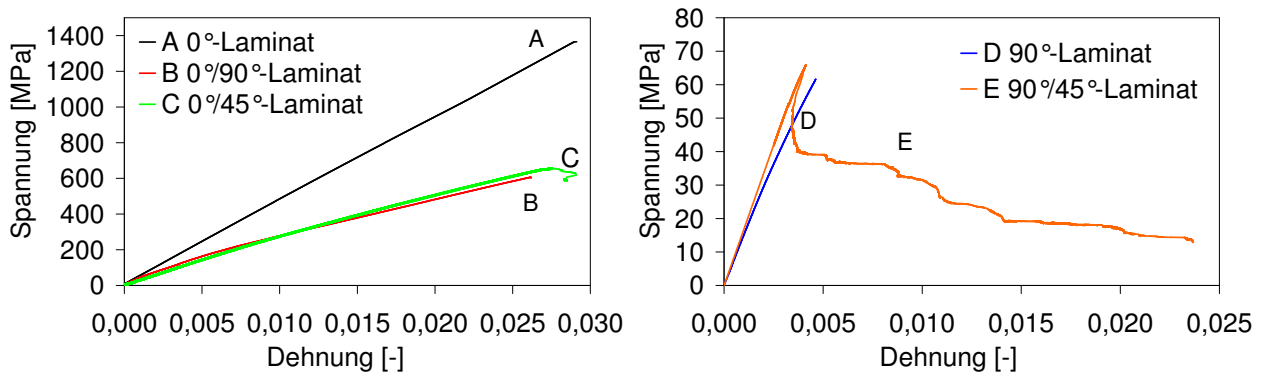 Spannung [MPa]
1400
1200
1000
800
600
400
200
0
A 0°-Laminat
B 0°/90°-Laminat
C 0°/45°-Laminat
A
C
B
0,000 0,005 0,010 0,015 0,020 0,025 0,030
Dehnung [-]
Spannung [MPa]
80
70
60
50
40
30
20
10
0
D 90°-Laminat
E 90°/45°-Laminat
D
E
0,000 0,005 0,010 0,015 0,020 0,025
Dehnung [-]